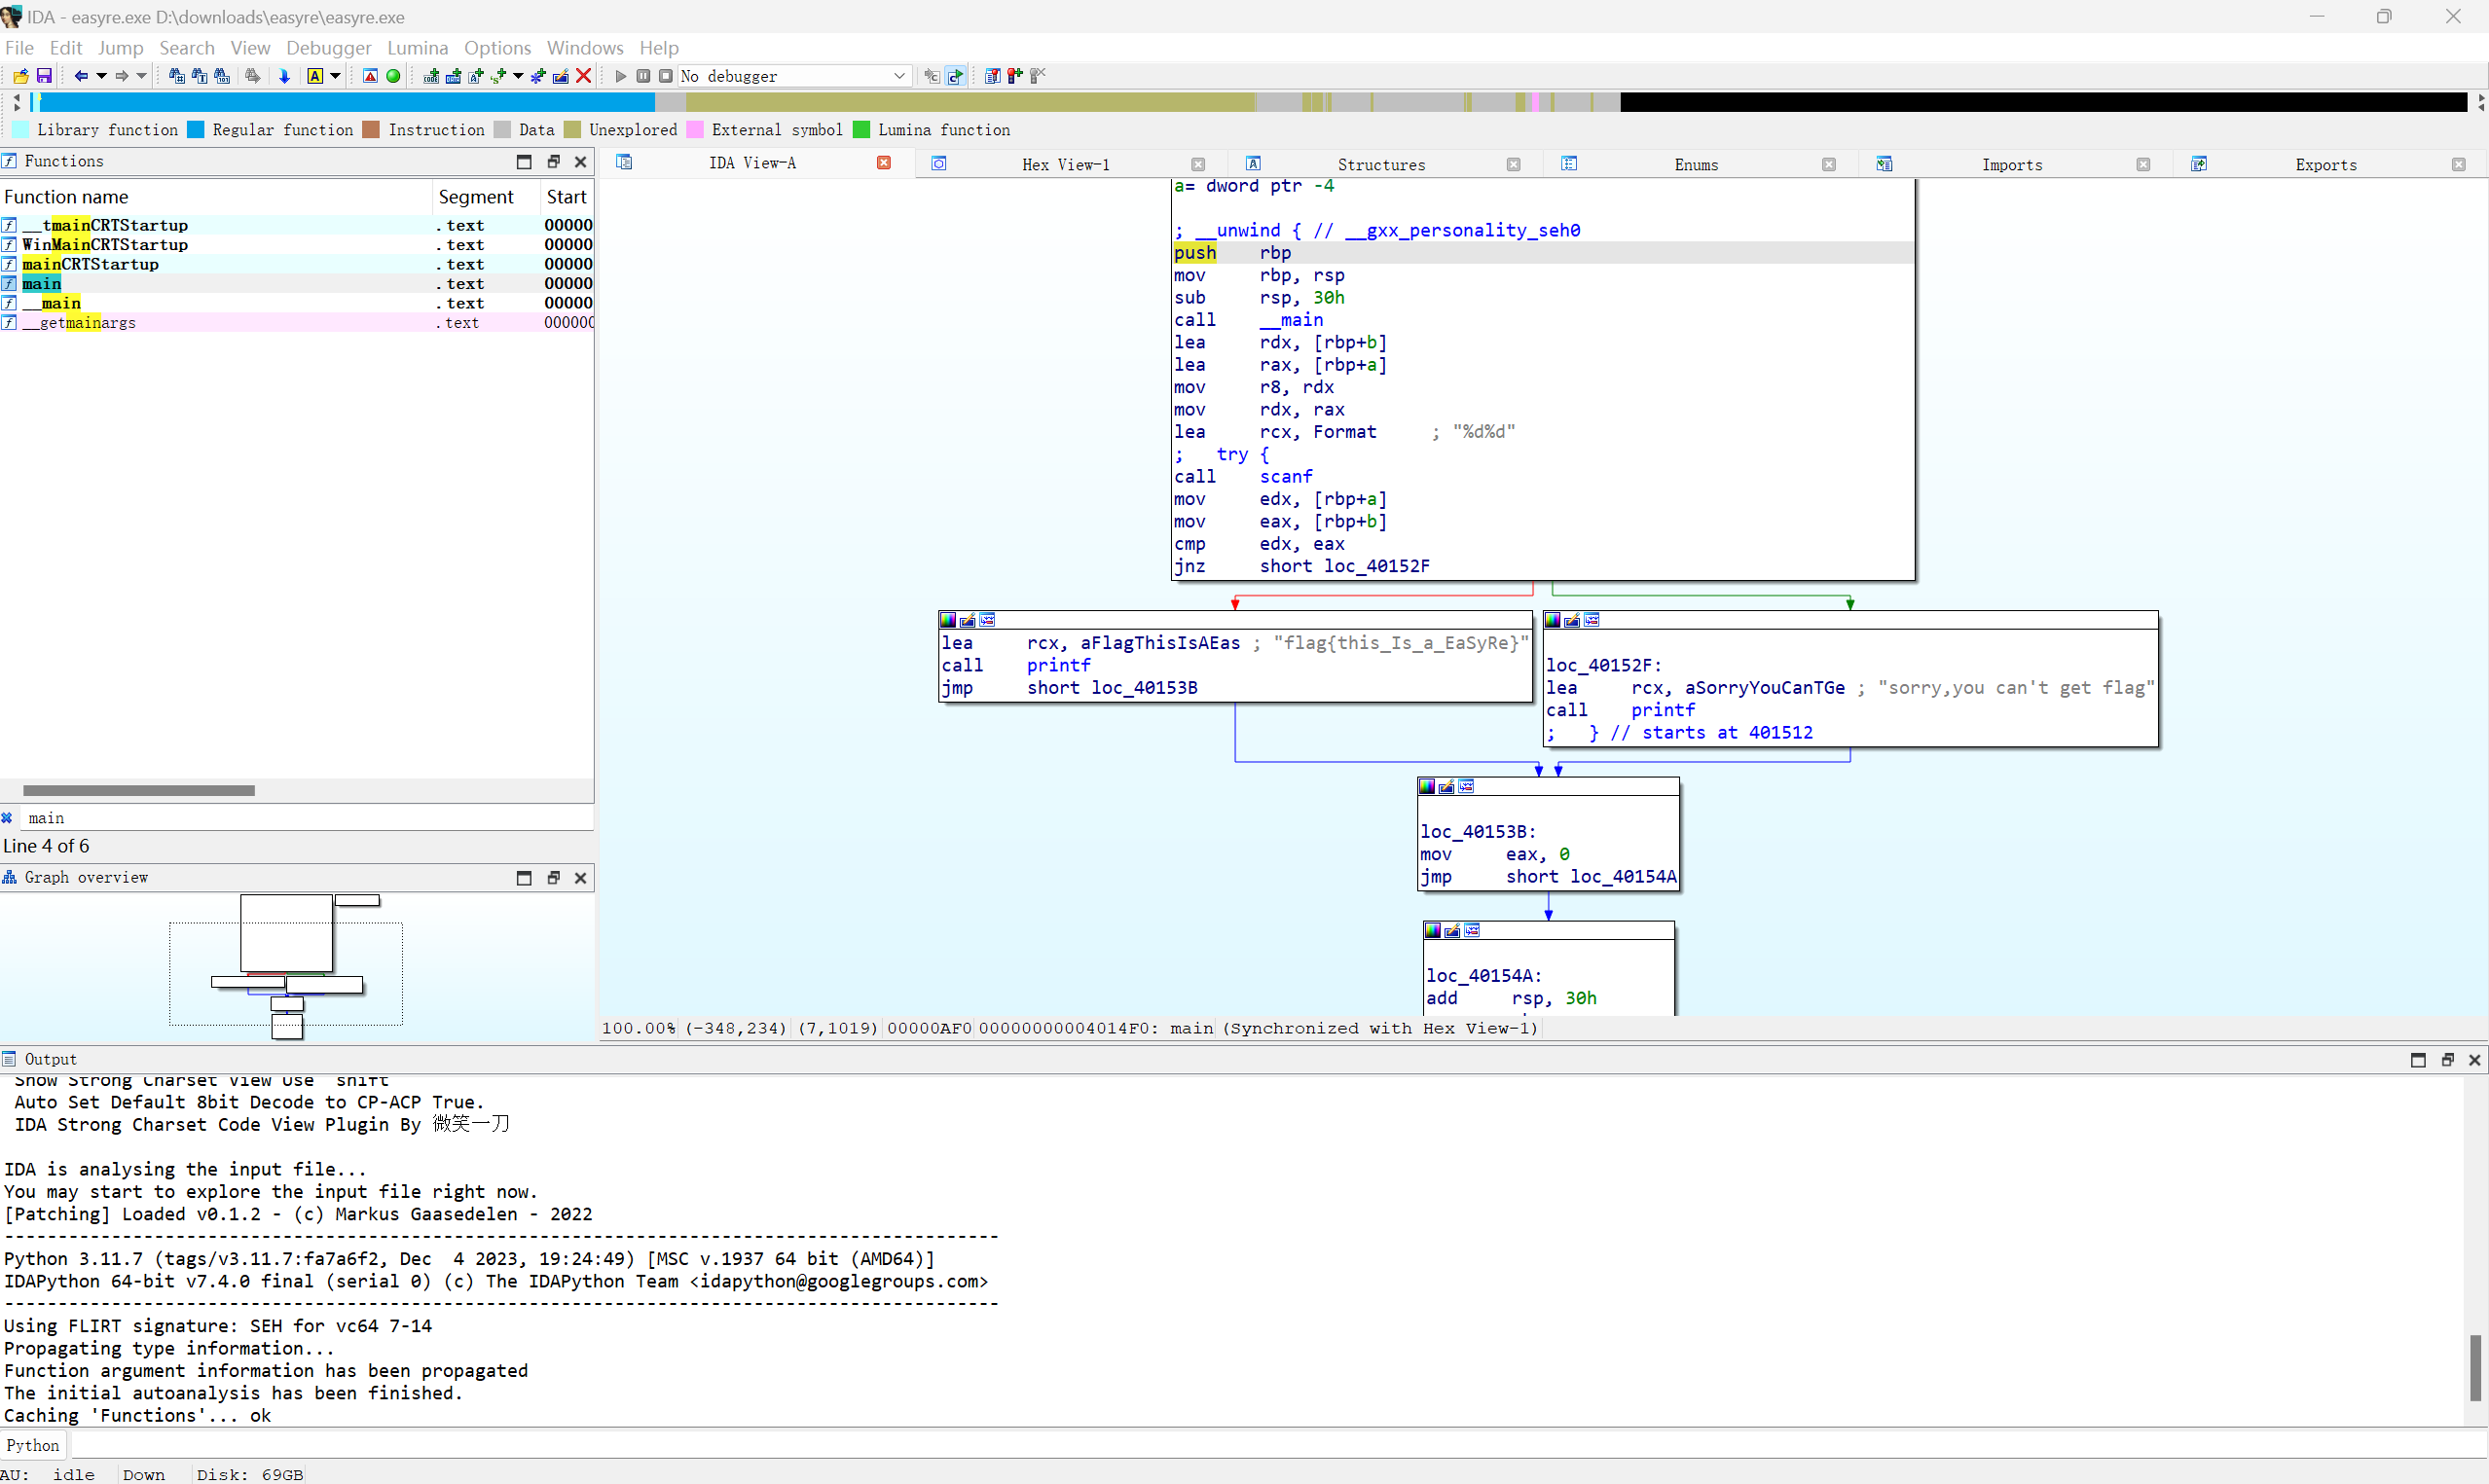 IDA - easyre.exe D:\downloads\easyre\easyre.exe
File Edit Jump Search View Debugger Lumina Options Windows Help
No debugger
Library function Regular function Instruction Data Unexplored External symbol Lumina function
Functions
Function name Segment Start
__tmainCRTStartup .text 00000
WinMainCRTStartup .text 00000
mainCRTStartup .text 00000
main .text 00000
__main .text 00000
__getmainargs .text 000000
main
Line 4 of 6
Graph overview
IDA View-A Hex View-1 Structures Enums Imports Exports
a= dword ptr -4
; __unwind { // __gxx_personality_seh0
push rbp
mov rbp, rsp
sub rsp, 30h
call __main
lea rdx, [rbp+b]
lea rax, [rbp+a]
mov r8, rdx
mov rdx, rax
lea rcx, Format ; "%d%d"
; try {
call scanf
mov edx, [rbp+a]
mov eax, [rbp+b]
cmp edx, eax
jnz short loc_40152F
lea rcx, aFlagThisIsAEas ; "flag{this_Is_a_EaSyRe}"
call printf
jmp short loc_40153B
loc_40152F:
lea rcx, aSorryYouCanTGe ; "sorry,you can't get flag"
call printf
; } // starts at 401512
loc_40153B:
mov eax, 0
jmp short loc_40154A
loc_40154A:
add rsp, 30h
100.00% (-348,234) (7,1019) 00000AF0 00000000004014F0: main (Synchronized with Hex View-1)
Output
Show Strong Charset View Use shift
Auto Set Default 8bit Decode to CP-ACP True.
IDA Strong Charset Code View Plugin By 微笑一刀
IDA is analysing the input file...
You may start to explore the input file right now.
[Patching] Loaded v0.1.2 - (c) Markus Gaasedelen - 2022
---------------------------------------------------------------------------------------------
Python 3.11.7 (tags/v3.11.7:fa7a6f2, Dec  4 2023, 19:24:49) [MSC v.1937 64 bit (AMD64)]
IDAPython 64-bit v7.4.0 final (serial 0) (c) The IDAPython Team <idapython@googlegroups.com>
---------------------------------------------------------------------------------------------
Using FLIRT signature: SEH for vc64 7-14
Propagating type information...
Function argument information has been propagated
The initial autoanalysis has been finished.
Caching 'Functions'... ok
Python
AU: idle Down Disk: 69GB